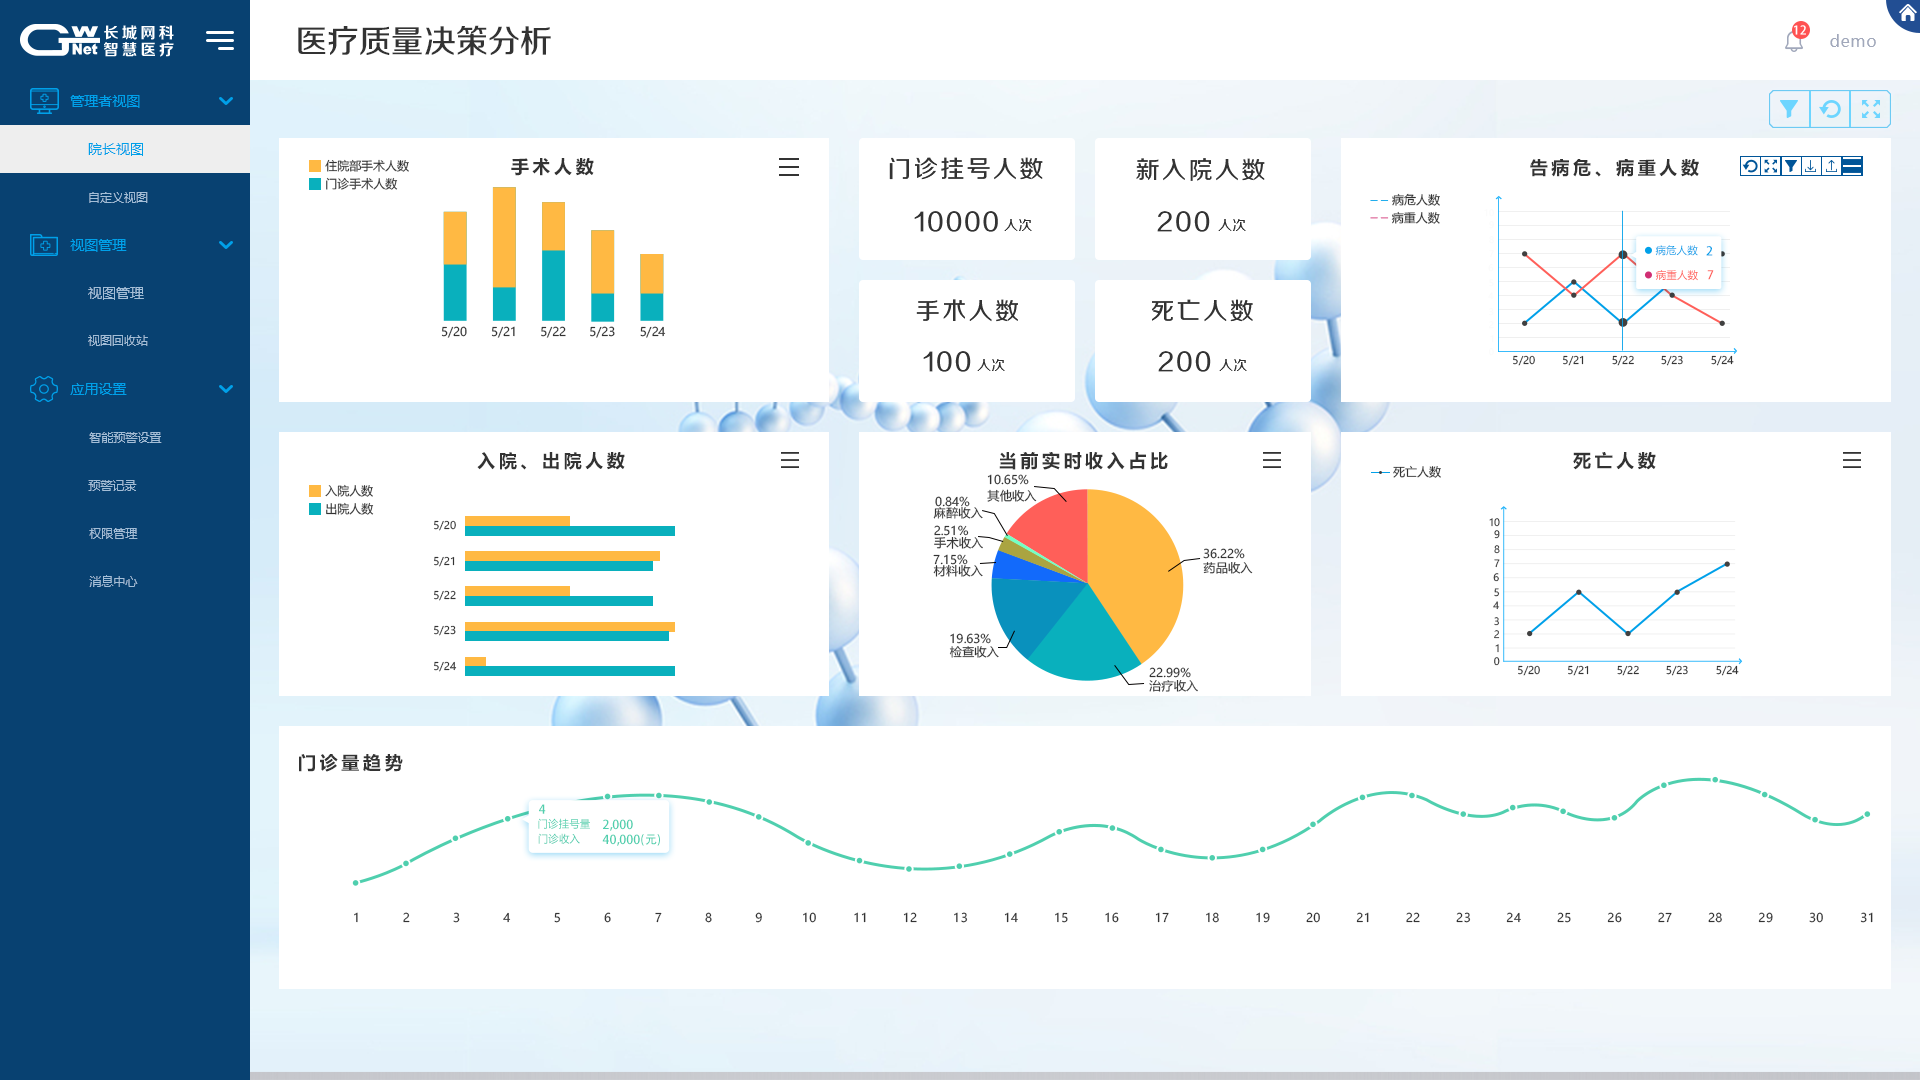 GwNet 长城网科
智慧医疗
医疗质量决策分析
12
demo
管理者视图
院长视图
自定义视图
视图管理
视图管理
视图回收站
应用设置
智能预警设置
预警记录
权限管理
消息中心
手术人数
住院部手术人数
门诊手术人数
5/20 5/21 5/22 5/23 5/24
门诊挂号人数
10000 人次
新入院人数
200 人次
手术人数
100 人次
死亡人数
200 人次
告病危、病重人数
病危人数
病重人数
病危人数 2
病重人数 7
5/20 5/21 5/22 5/23 5/24
入院、出院人数
入院人数
出院人数
5/20
5/21
5/22
5/23
5/24
当前实时收入占比
10.65%
其他收入
0.84%
麻醉收入
2.51%
手术收入
7.15%
材料收入
36.22%
药品收入
19.63%
检查收入
22.99%
治疗收入
死亡人数
死亡人数
10
9
8
7
6
5
4
3
2
1
0
5/20 5/21 5/22 5/23 5/24
门诊量趋势
4
门诊挂号量 2,000
门诊收入 40,000(元)
1 2 3 4 5 6 7 8 9 10 11 12 13 14 15 16 17 18 19 20 21 22 23 24 25 26 27 28 29 30 31